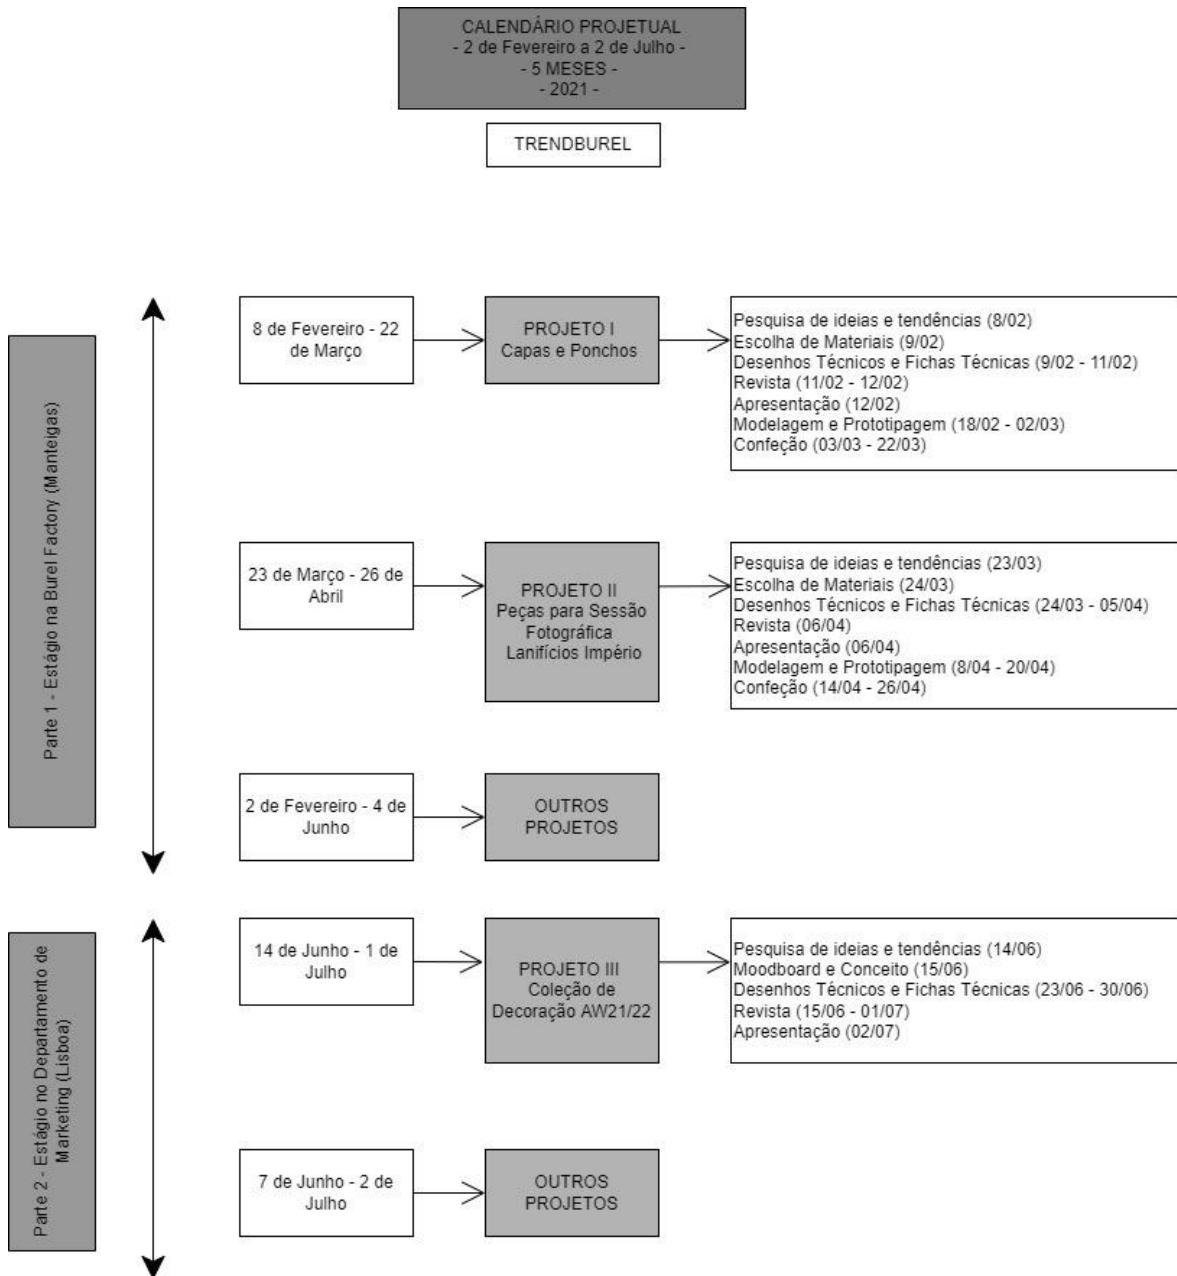 CALENDÁRIO PROJETUAL
- 2 de Fevereiro a 2 de Julho -
- 5 MESES -
- 2021 -
TRENDBUREL
Parte 1 - Estágio na Burel Factory (Manteigas)
8 de Fevereiro - 22
de Março
PROJETO I
Capas e Ponchos
Pesquisa de ideias e tendências (8/02)
Escolha de Materiais (9/02)
Desenhos Técnicos e Fichas Técnicas (9/02 - 11/02)
Revista (11/02 - 12/02)
Apresentação (12/02)
Modelagem e Prototipagem (18/02 - 02/03)
Confeção (03/03 - 22/03)
23 de Março - 26 de
Abril
PROJETO II
Peças para Sessão
Fotográfica
Lanifícios Império
Pesquisa de ideias e tendências (23/03)
Escolha de Materiais (24/03)
Desenhos Técnicos e Fichas Técnicas (24/03 - 05/04)
Revista (06/04)
Apresentação (06/04)
Modelagem e Prototipagem (8/04 - 20/04)
Confeção (14/04 - 26/04)
2 de Fevereiro - 4 de
Junho
OUTROS
PROJETOS
Parte 2 - Estágio no Departamento de
Marketing (Lisboa)
14 de Junho - 1 de
Julho
PROJETO III
Coleção de
Decoração AW21/22
Pesquisa de ideias e tendências (14/06)
Moodboard e Conceito (15/06)
Desenhos Técnicos e Fichas Técnicas (23/06 - 30/06)
Revista (15/06 - 01/07)
Apresentação (02/07)
7 de Junho - 2 de
Julho
OUTROS
PROJETOS